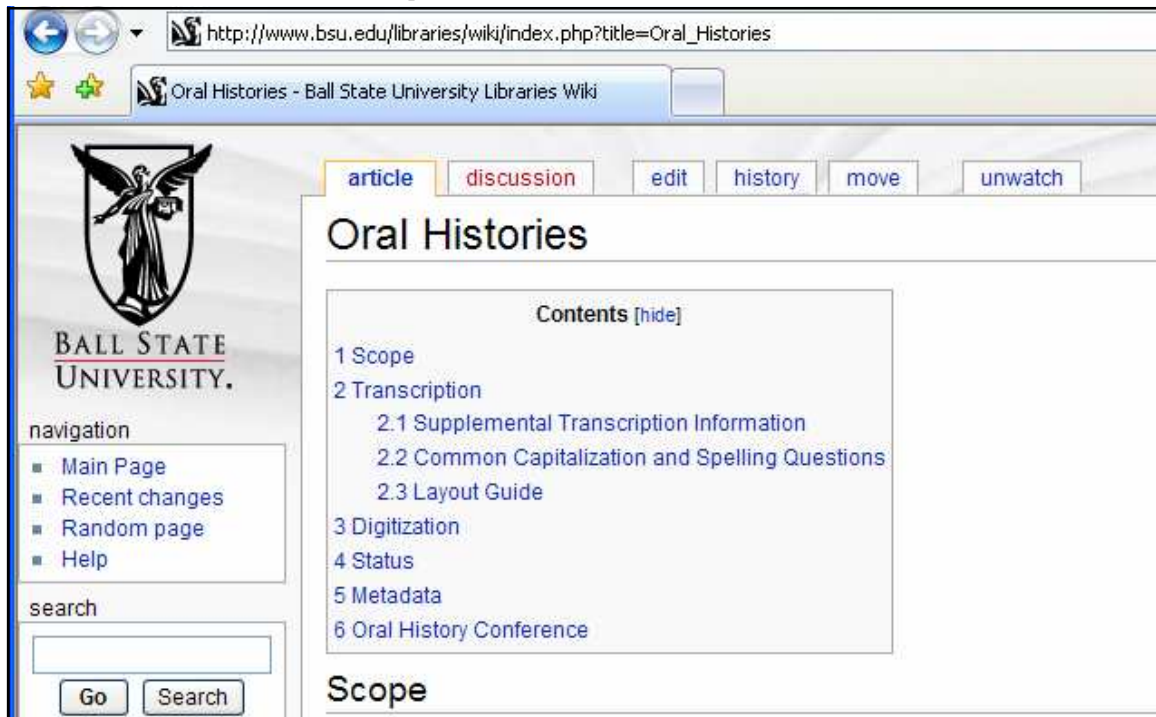 http://www.bsu.edu/libraries/wiki/index.php?title=Oral_Histories
Oral Histories - Ball State University Libraries Wiki
BALL STATE
UNIVERSITY.
article discussion edit history move unwatch
Oral Histories
Contents [hide]
1 Scope
2 Transcription
2.1 Supplemental Transcription Information
2.2 Common Capitalization and Spelling Questions
2.3 Layout Guide
3 Digitization
4 Status
5 Metadata
6 Oral History Conference
Scope
navigation
Main Page
Recent changes
Random page
Help
search
Go Search